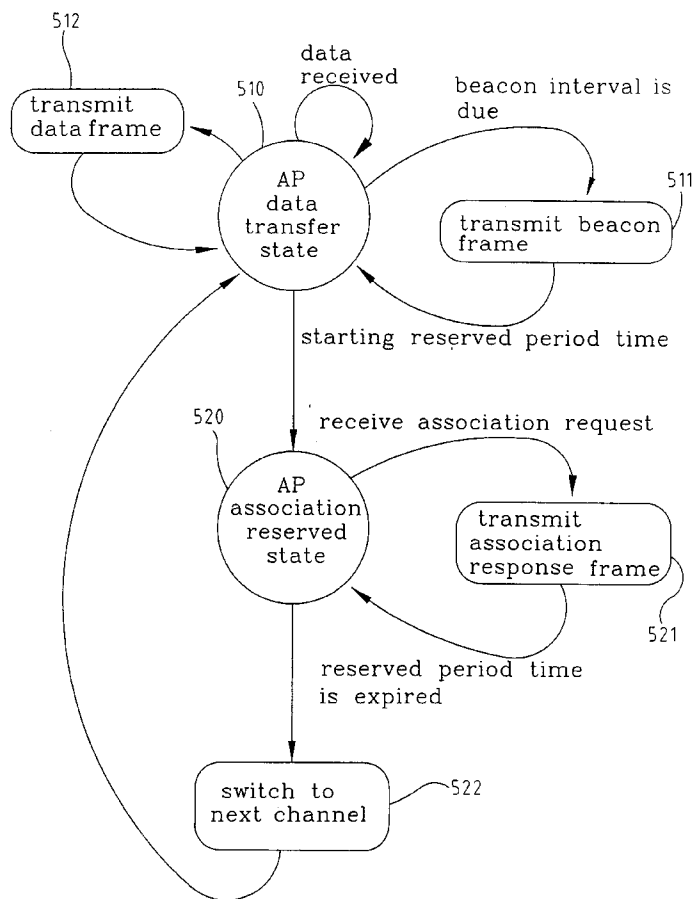 512
data
received
510
transmit
data frame
beacon interval is
due
511
AP
data
transfer
state
transmit beacon
frame
starting reserved period time
520
receive association request
AP
association
reserved
state
transmit
association
response frame
521
reserved period time
is expired
switch to
next channel
522